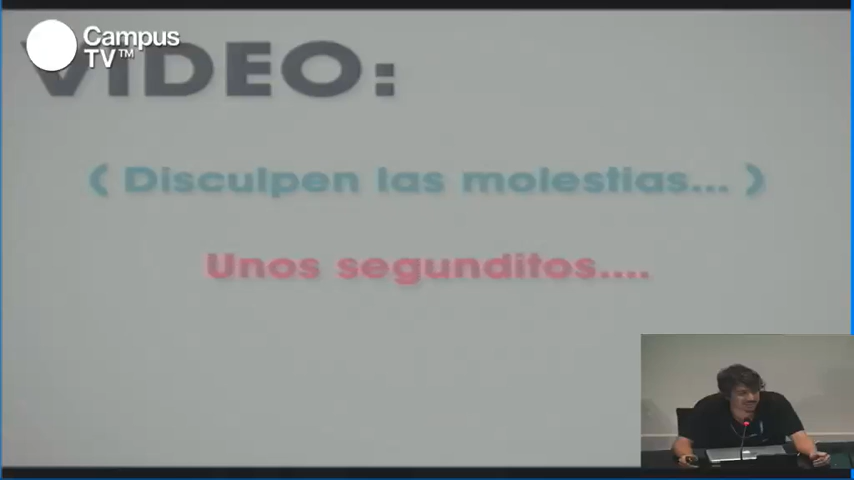 Campus
TV™
VIDEO:
( Disculpen las molestias... )
Unos segunditos....